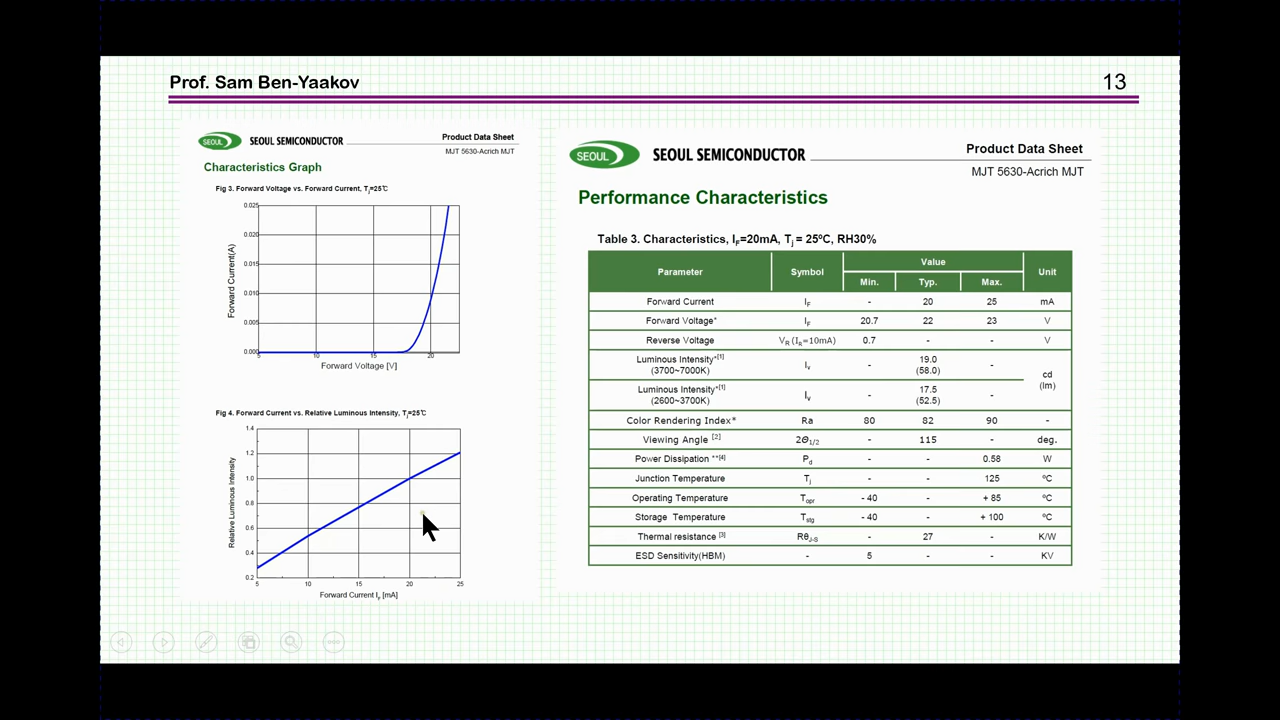 Prof. Sam Ben-Yaakov
13
SEOUL
SEOUL SEMICONDUCTOR
Product Data Sheet
MJT 5630-Acrich MJT
Characteristics Graph
Fig 3. Forward Voltage vs. Forward Current, Tj=25℃
0.025
0.020
0.015
0.010
0.005
0.000
Forward Current(A)
5 10 15 20
Forward Voltage [V]
Fig 4. Forward Current vs. Relative Luminous Intensity, Tj=25℃
1.4
1.2
1.0
0.8
0.6
0.4
0.2
Relative Luminous Intensity
5 10 15 20 25
Forward Current IF [mA]
SEOUL
SEOUL SEMICONDUCTOR
Product Data Sheet
MJT 5630-Acrich MJT
Performance Characteristics
Table 3. Characteristics, IF=20mA, Tj = 25ºC, RH30%
Parameter Symbol Value Unit
Min. Typ. Max.
Forward Current IF - 20 25 mA
Forward Voltage* IF 20.7 22 23 V
Reverse Voltage VR (IR=10mA) 0.7 - - V
Luminous Intensity*[1] (3700~7000K) Iv - 19.0 (58.0) - cd (lm)
Luminous Intensity*[1] (2600~3700K) Iv - 17.5 (52.5) -
Color Rendering Index* Ra 80 82 90 -
Viewing Angle [2] 2Θ1/2 - 115 - deg.
Power Dissipation **[4] Pd - - 0.58 W
Junction Temperature Tj - - 125 ºC
Operating Temperature Topr - 40 - + 85 ºC
Storage Temperature Tstg - 40 - + 100 ºC
Thermal resistance [3] RθJ-S - 27 - K/W
ESD Sensitivity(HBM) - 5 - - KV